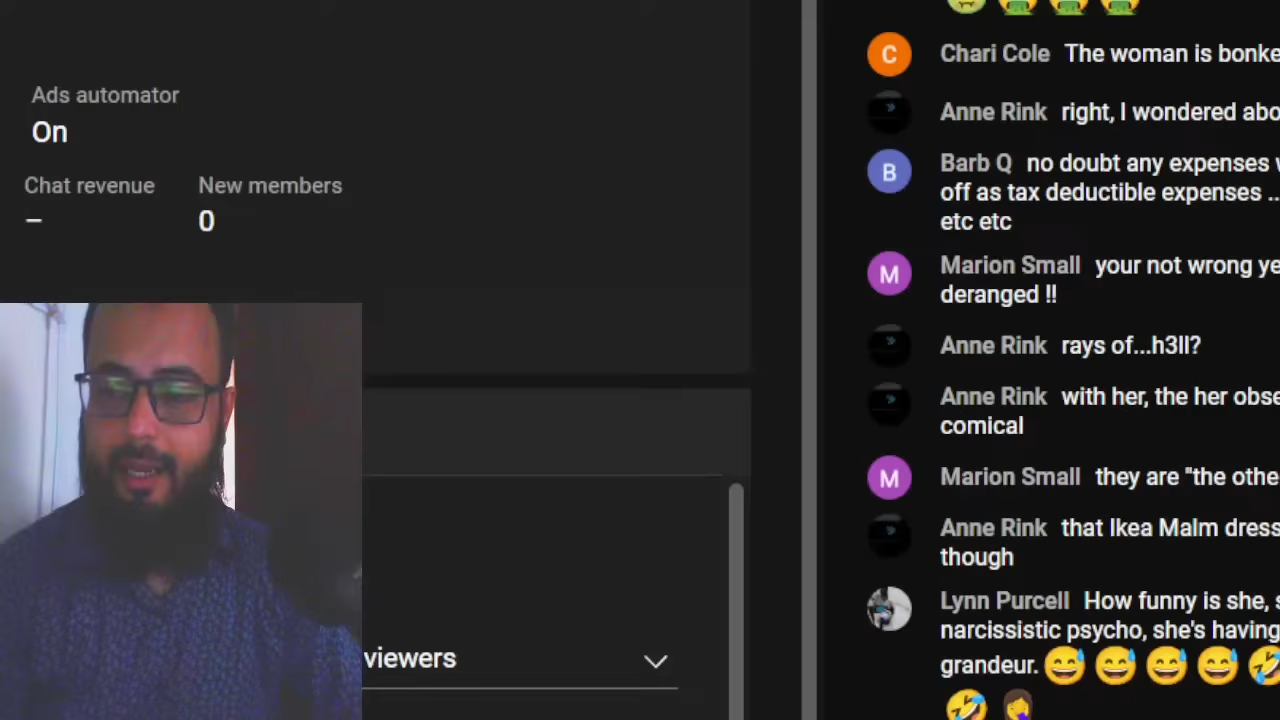 Ads automator
On
Chat revenue
New members
–
0
viewers
Chari Cole The woman is bonke
Anne Rink right, I wondered abo
Barb Q no doubt any expenses
off as tax deductible expenses ..
etc etc
Marion Small your not wrong ye
deranged !!
Anne Rink rays of...h3ll?
Anne Rink with her, the her obse
comical
Marion Small they are "the othe
Anne Rink that Ikea Malm dress
though
Lynn Purcell How funny is she, s
narcissistic psycho, she's having
grandeur.